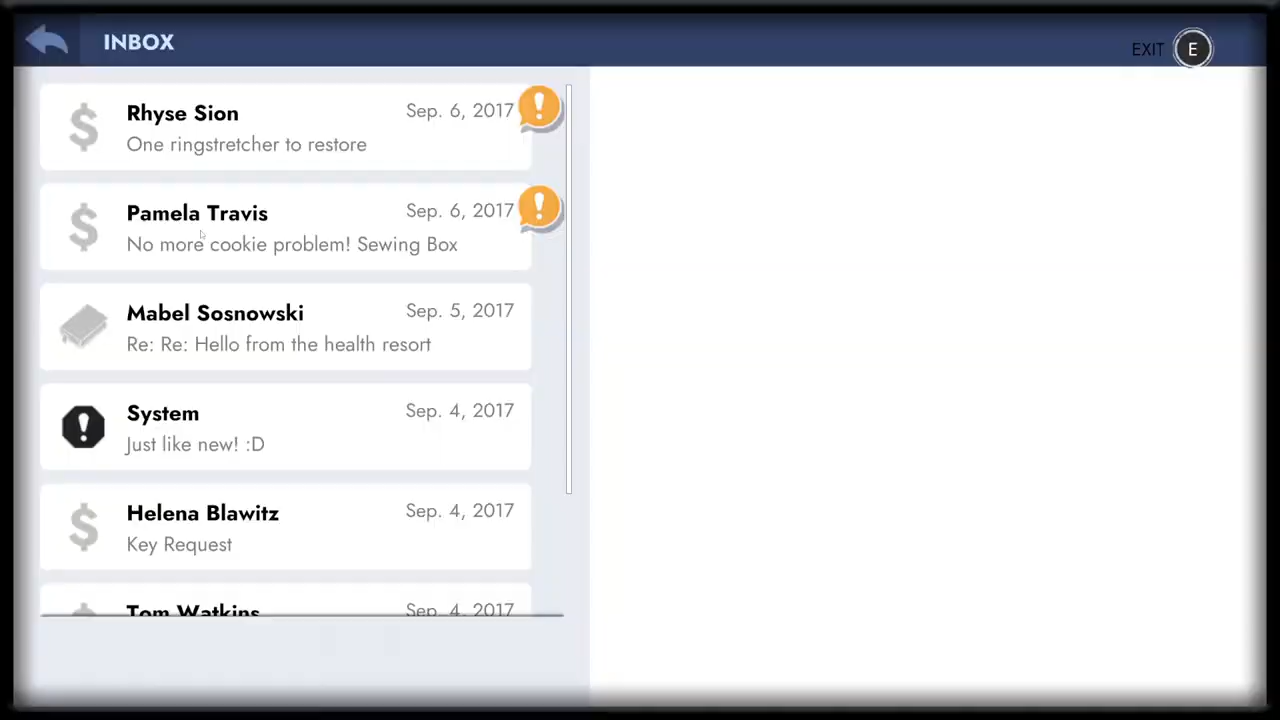 INBOX
EXIT E
Rhyse Sion Sep. 6, 2017
One ringstretcher to restore
Pamela Travis Sep. 6, 2017
No more cookie problem! Sewing Box
Mabel Sosnowski Sep. 5, 2017
Re: Re: Hello from the health resort
System Sep. 4, 2017
Just like new! :D
Helena Blawitz Sep. 4, 2017
Key Request
Tom Watkins Sep. 4, 2017